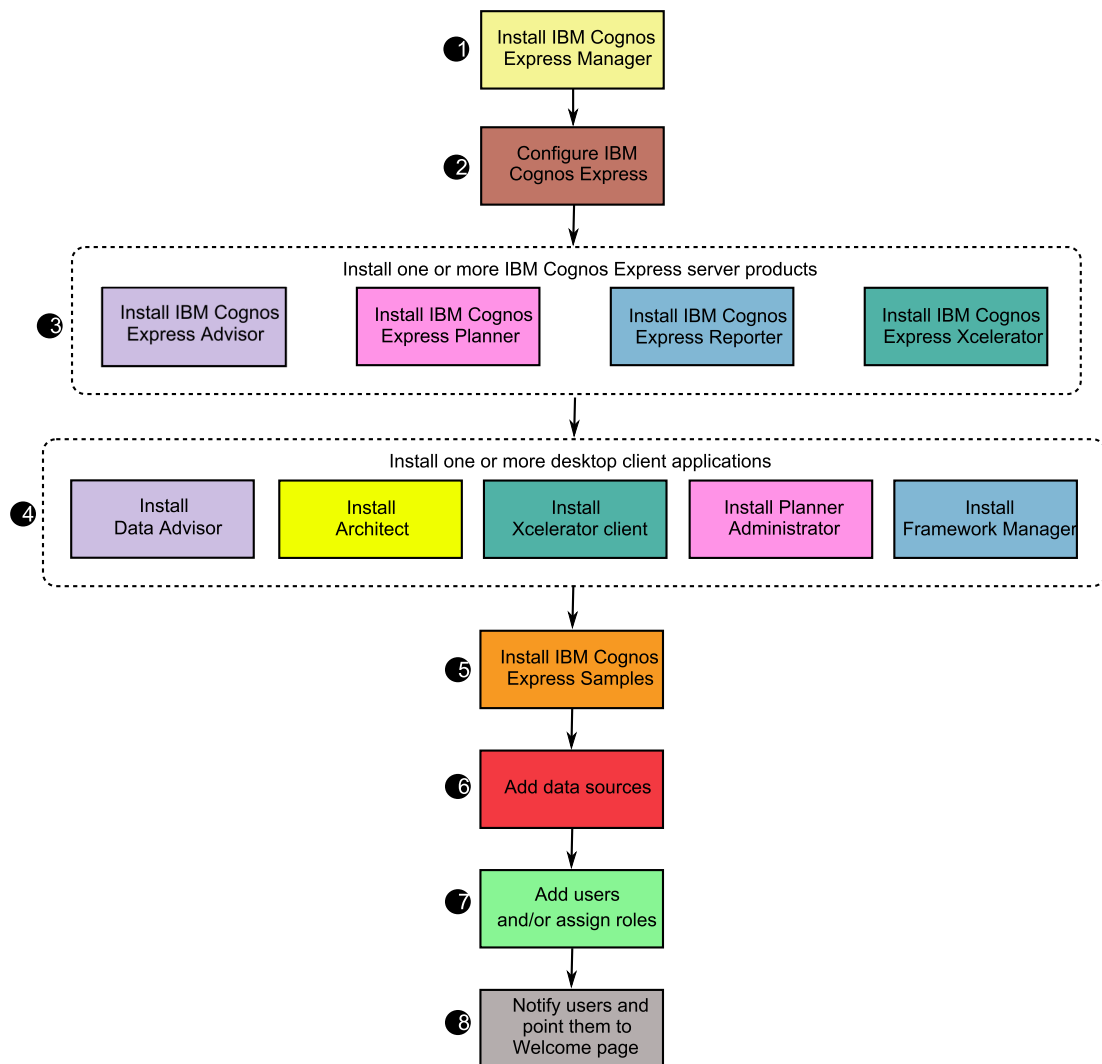 1
Install IBM Cognos
Express Manager
2
Configure IBM
Cognos Express
Install one or more IBM Cognos Express server products
3
Install IBM Cognos
Express Advisor
Install IBM Cognos
Express Planner
Install IBM Cognos
Express Reporter
Install IBM Cognos
Express Xcelerator
Install one or more desktop client applications
4
Install
Data Advisor
Install
Architect
Install
Xcelerator client
Install Planner
Administrator
Install
Framework Manager
5
Install IBM Cognos
Express Samples
6
Add data sources
7
Add users
and/or assign roles
8
Notify users and
point them to
Welcome page